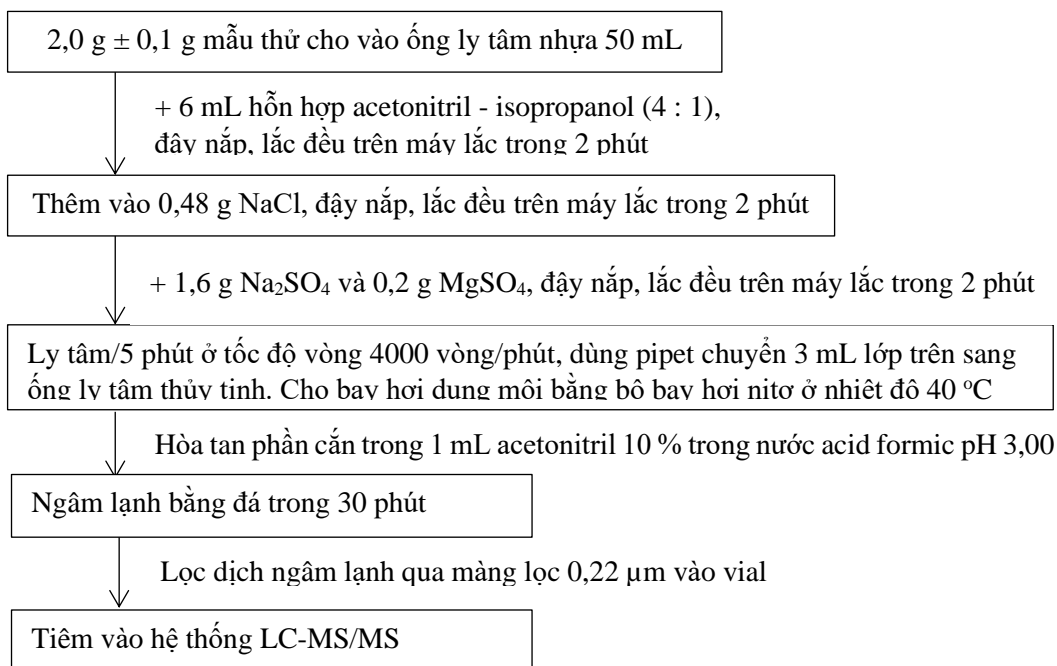 2,0 g ± 0,1 g mẫu thử cho vào ống ly tâm nhựa 50 mL
+ 6 mL hỗn hợp acetonitril - isopropanol (4 : 1),
đậy nắp, lắc đều trên máy lắc trong 2 phút
Thêm vào 0,48 g NaCl, đậy nắp, lắc đều trên máy lắc trong 2 phút
+ 1,6 g Na₂SO₄ và 0,2 g MgSO₄, đậy nắp, lắc đều trên máy lắc trong 2 phút
Ly tâm/5 phút ở tốc độ vòng 4000 vòng/phút, dùng pipet chuyển 3 mL lớp trên sang
ống ly tâm thủy tinh. Cho bay hơi dung môi bằng bộ bay hơi nitơ ở nhiệt độ 40 °C
Hòa tan phần cắn trong 1 mL acetonitril 10 % trong nước acid formic pH 3,00
Ngâm lạnh bằng đá trong 30 phút
Lọc dịch ngâm lạnh qua màng lọc 0,22 µm vào vial
Tiêm vào hệ thống LC-MS/MS